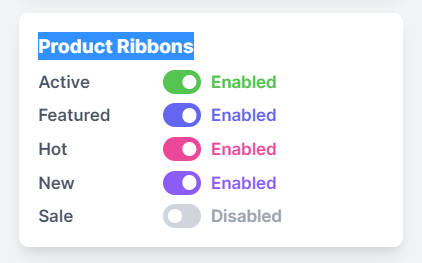 Product Ribbons
Active Enabled
Featured Enabled
Hot Enabled
New Enabled
Sale Disabled